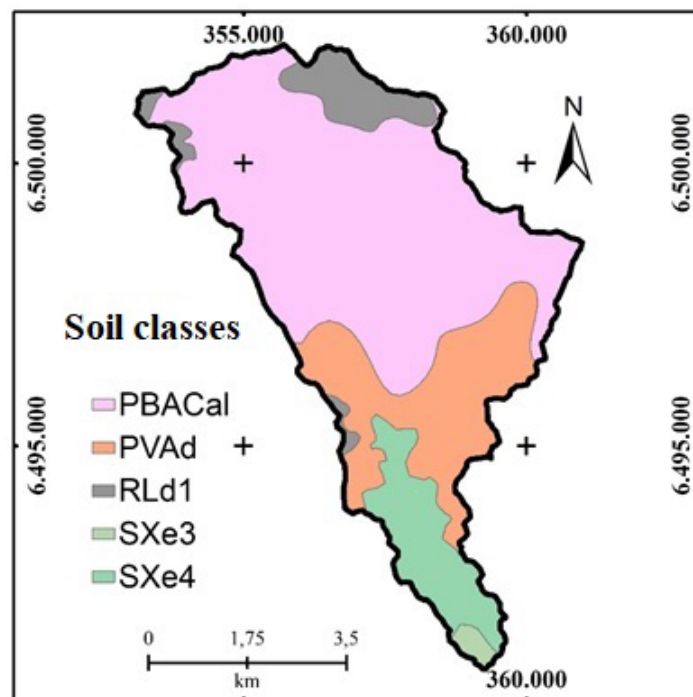 355.000 360.000
N
6.500.000 6.500.000
Soil classes
PBACal
PVAd
RLd1
SXe3
SXe4
6.495.000 6.495.000
0 1,75 3,5
km
360.000